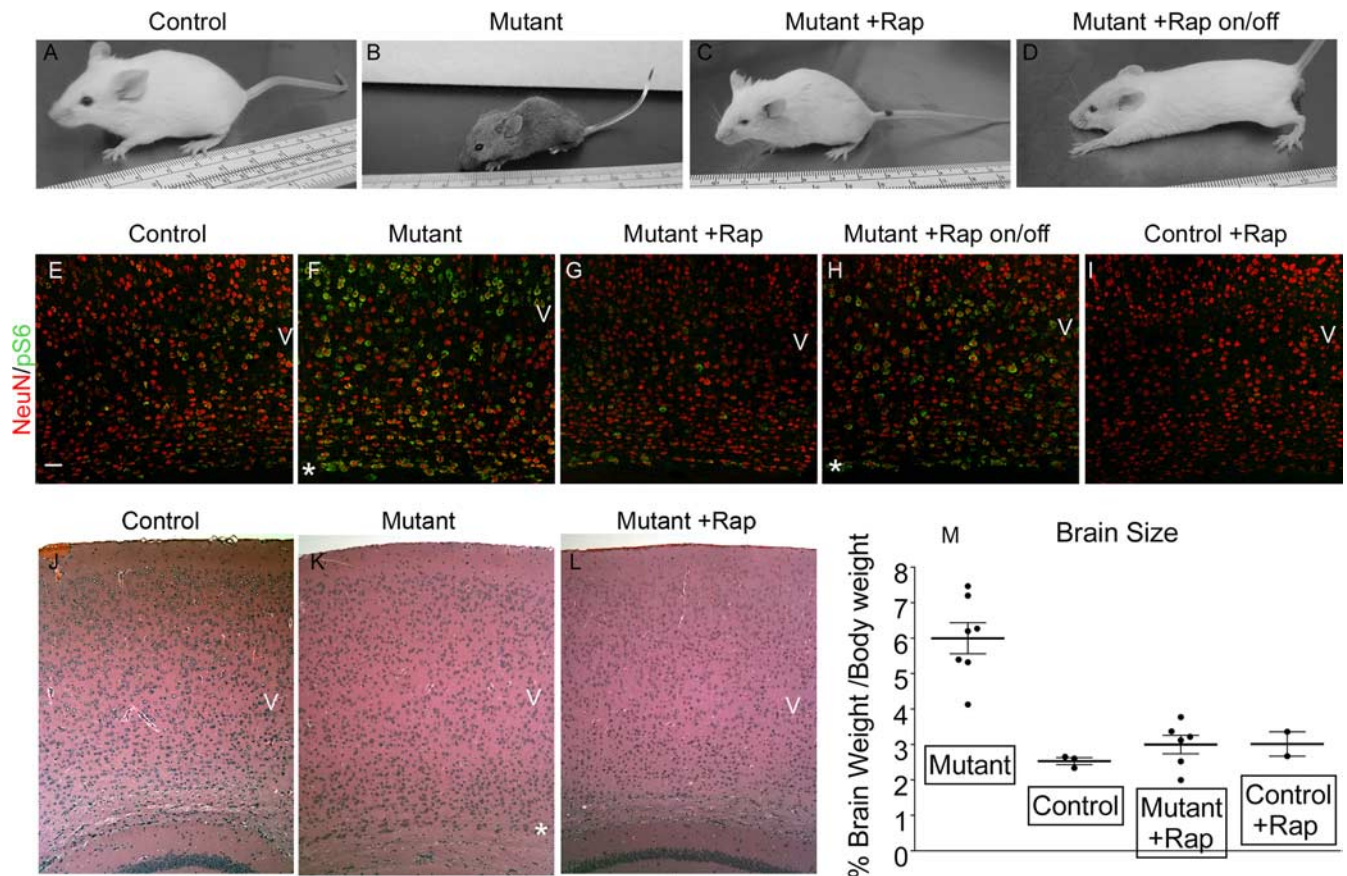 Control Mutant Mutant +Rap Mutant +Rap on/off
A B C D
Control Mutant Mutant +Rap Mutant +Rap on/off Control +Rap
E F G H I
V V V V V
NeuN/pS6
* *
Control Mutant Mutant +Rap
J K L
V V V
*
M Brain Size
% Brain Weight /Body weight
8
7
6
5
4
3
2
1
0
Mutant
Control
Mutant
+Rap
Control
+Rap